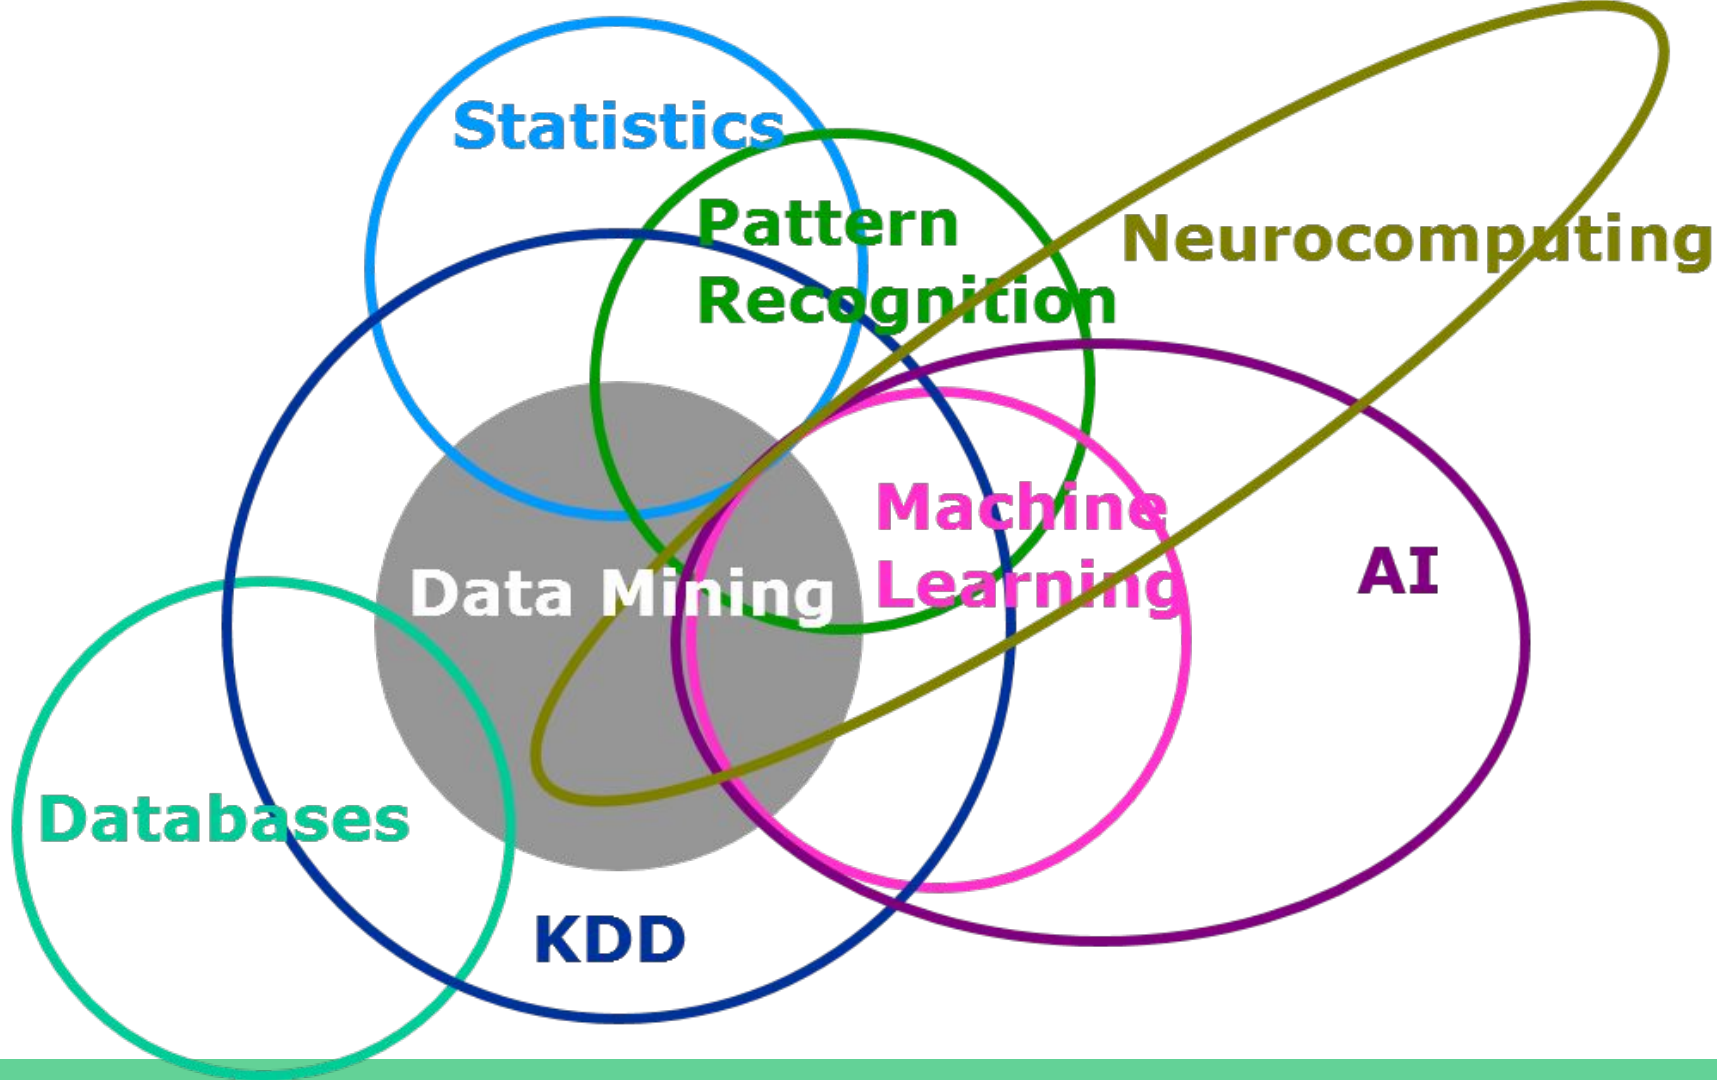 Statistics
Pattern
Recognition
Neurocomputing
Machine
Learning
AI
Data Mining
Databases
KDD